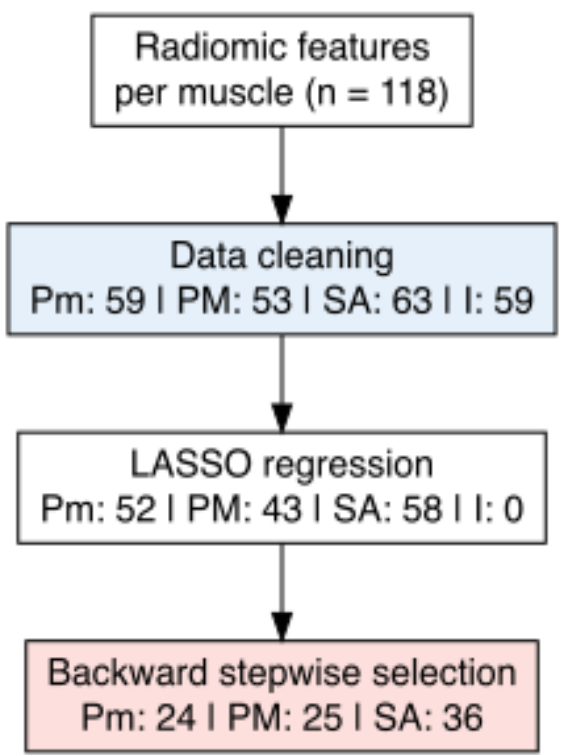 Radiomic features
per muscle (n = 118)
Data cleaning
Pm: 59 | PM: 53 | SA: 63 | I: 59
LASSO regression
Pm: 52 | PM: 43 | SA: 58 | I: 0
Backward stepwise selection
Pm: 24 | PM: 25 | SA: 36